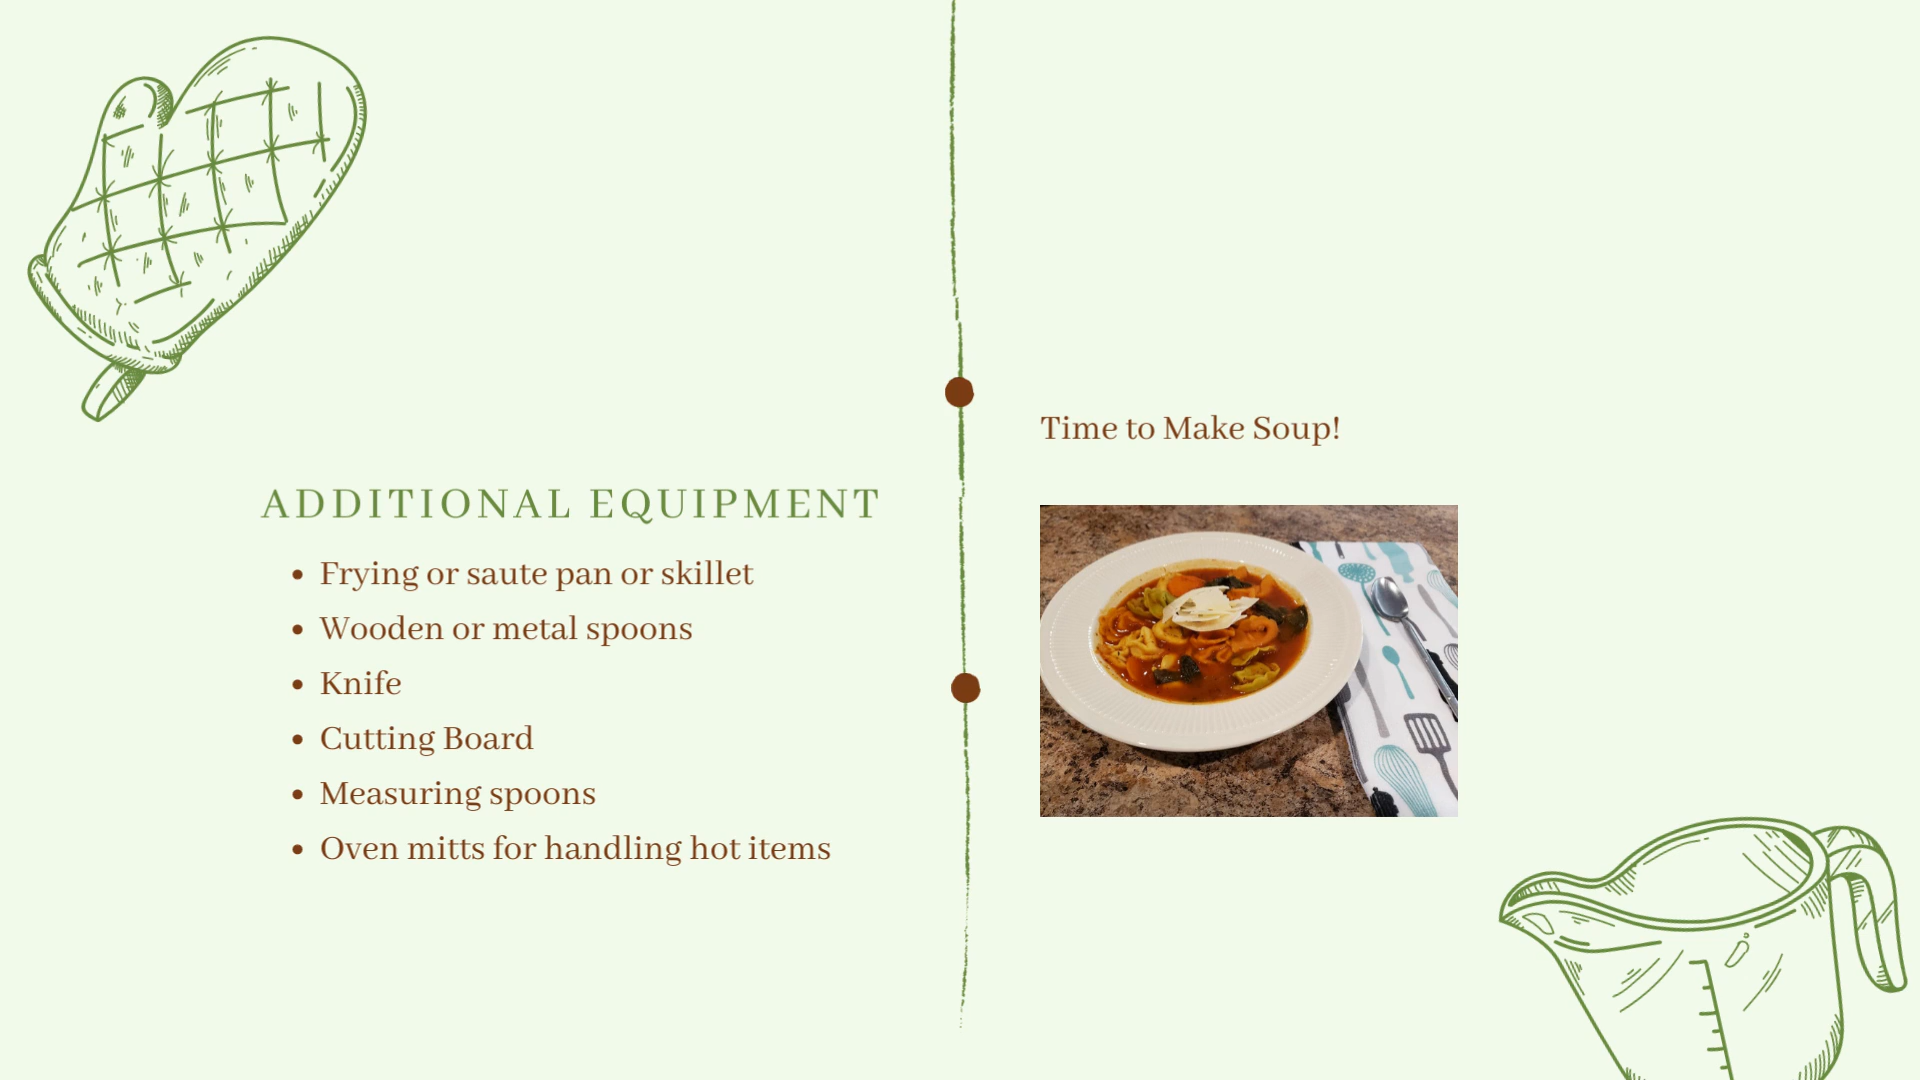 ADDITIONAL EQUIPMENT
Frying or saute pan or skillet
Wooden or metal spoons
Knife
Cutting Board
Measuring spoons
Oven mitts for handling hot items
Time to Make Soup!